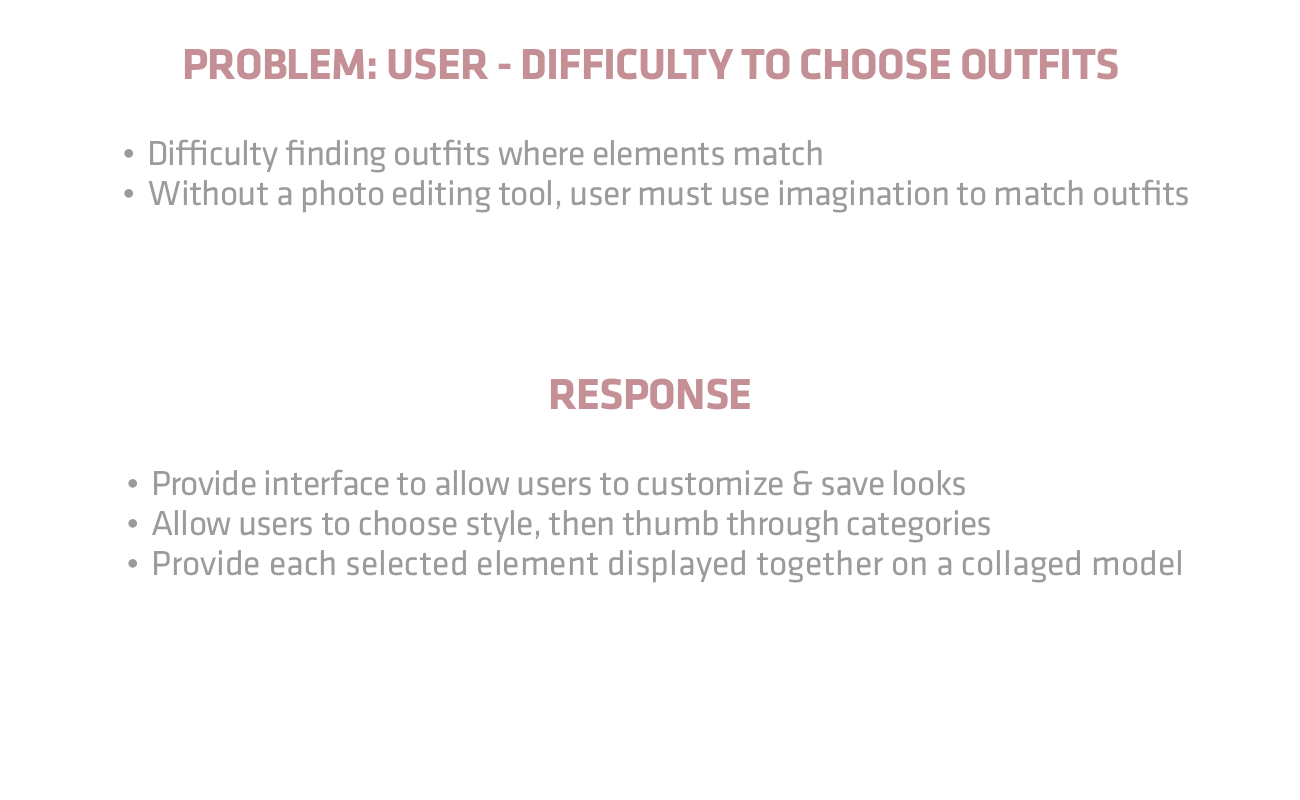 PROBLEM: USER - DIFFICULTY TO CHOOSE OUTFITS
• Difficulty finding outfits where elements match
• Without a photo editing tool, user must use imagination to match outfits
RESPONSE
• Provide interface to allow users to customize & save looks
• Allow users to choose style, then thumb through categories
• Provide each selected element displayed together on a collaged model